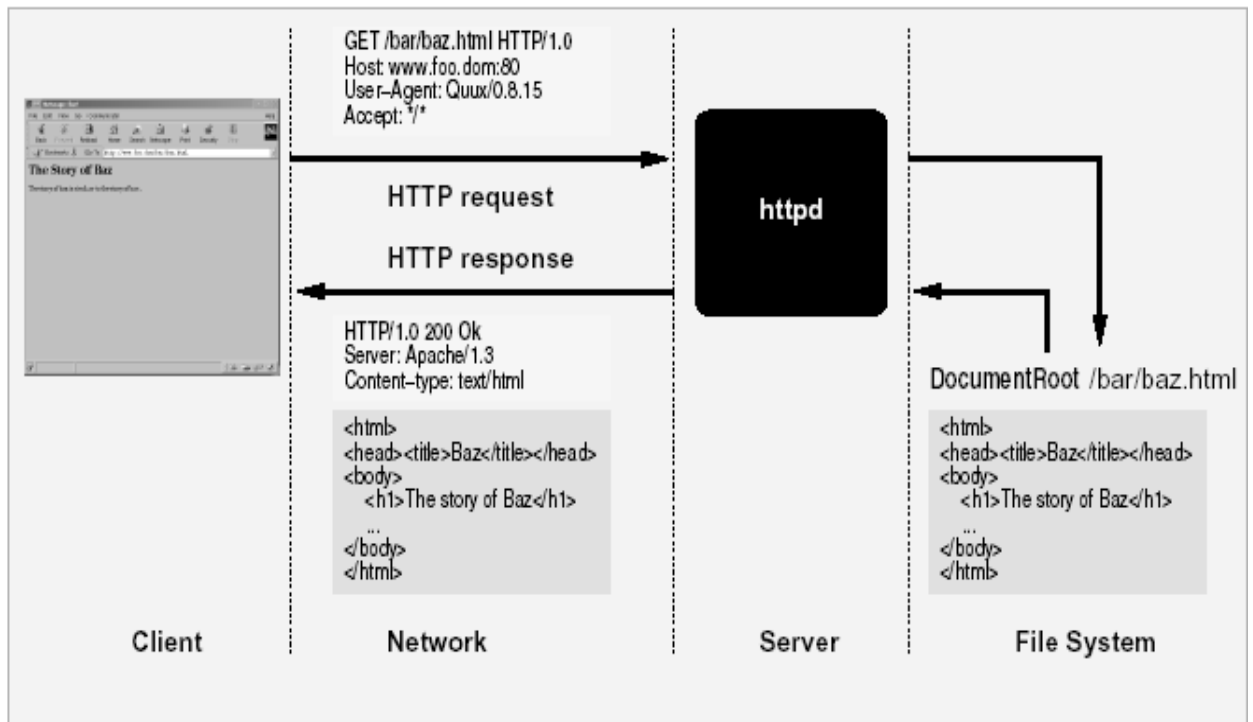 GET /bar/baz.html HTTP/1.0
Host: www.foo.dom:80
User-Agent: Quux/0.8.15
Accept: */*
The Story of Baz
HTTP request
httpd
HTTP response
HTTP/1.0 200 Ok
Server: Apache/1.3
Content-type: text/html
DocumentRoot /bar/baz.html
<html>
<head><title>Baz</title></head>
<body>
<h1>The story of Baz</h1>
...
</body>
</html>
<html>
<head><title>Baz</title></head>
<body>
<h1>The story of Baz</h1>
...
</body>
</html>
Client
Network
Server
File System